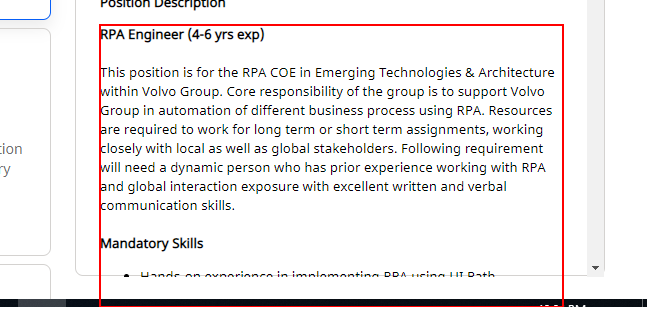 Position Description
RPA Engineer (4-6 yrs exp)
This position is for the RPA COE in Emerging Technologies & Architecture
within Volvo Group. Core responsibility of the group is to support Volvo
Group in automation of different business process using RPA. Resources
are required to work for long term or short term assignments, working
closely with local as well as global stakeholders. Following requirement
will need a dynamic person who has prior experience working with RPA
and global interaction exposure with excellent written and verbal
communication skills.
Mandatory Skills
• Hands-on experience in implementing RPA using UI Path